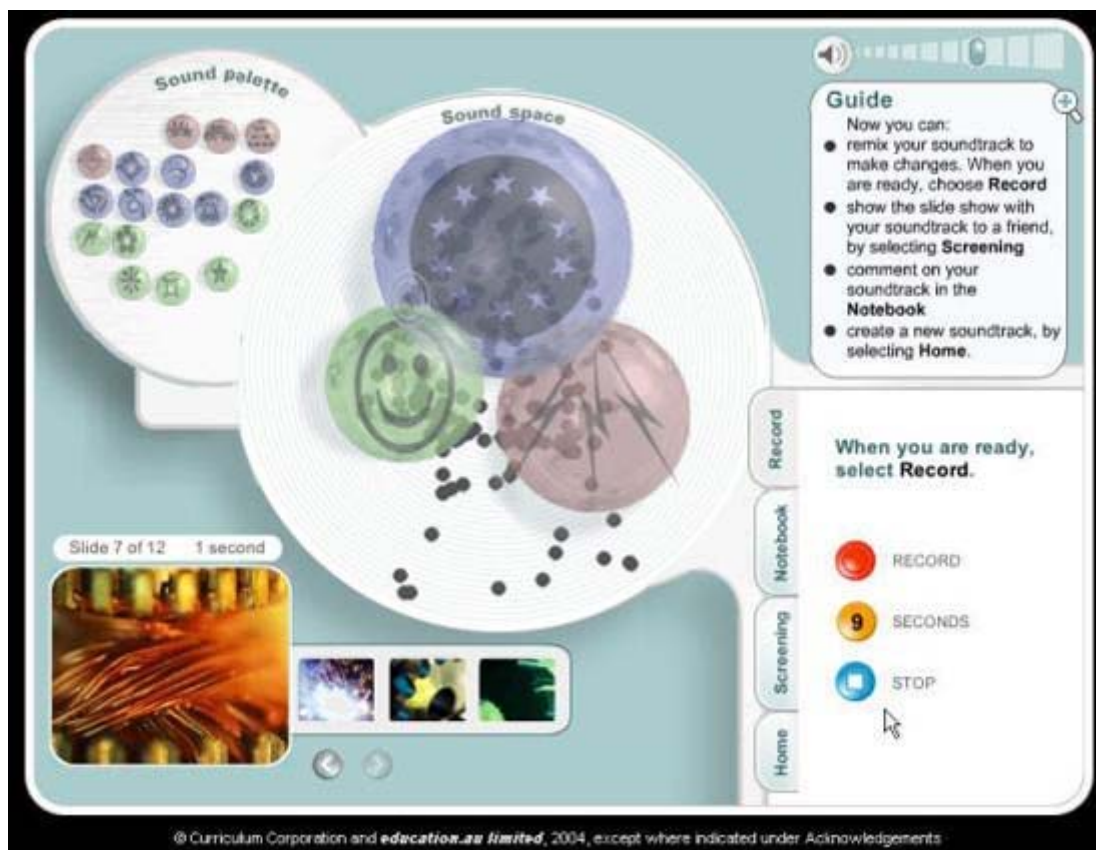 Sound palette
Sound space
Guide
Now you can:
● remix your soundtrack to
make changes. When you
are ready, choose Record
● show the slide show with
your soundtrack to a friend,
by selecting Screening
● comment on your
soundtrack in the
Notebook
● create a new soundtrack, by
selecting Home.
Record
Notebook
Screening
Home
When you are ready,
select Record.
RECORD
9 SECONDS
STOP
Slide 7 of 12 1 second
© Curriculum Corporation and education.au limited, 2004, except where indicated under Acknowledgements